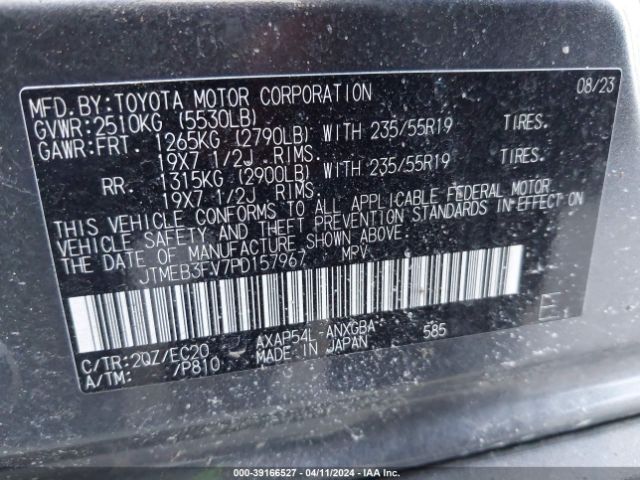 MFD.BY:TOYOTA MOTOR CORPORATION 08/23
GVWR:2510KG (5530LB)
GAWR:FRT. 1265KG (2790LB) WITH 235/55R19 TIRES.
19X7 1/2J RIMS.
RR. 1315KG (2900LB) WITH 235/55R19 TIRES.
19X7 1/2J RIMS.
THIS VEHICLE CONFORMS TO ALL APPLICABLE FEDERAL MOTOR
VEHICLE SAFETY AND THEFT PREVENTION STANDARDS IN EFFECT ON
THE DATE OF MANUFACTURE SHOWN ABOVE.
JTMEB3FV7PD157967 MPV
C/TR:2QZ/EC20 AXAP54L-ANXGBA 585
A/TM: /P810 MADE IN JAPAN
000-39166527 - 04/11/2024 - IAA Inc.